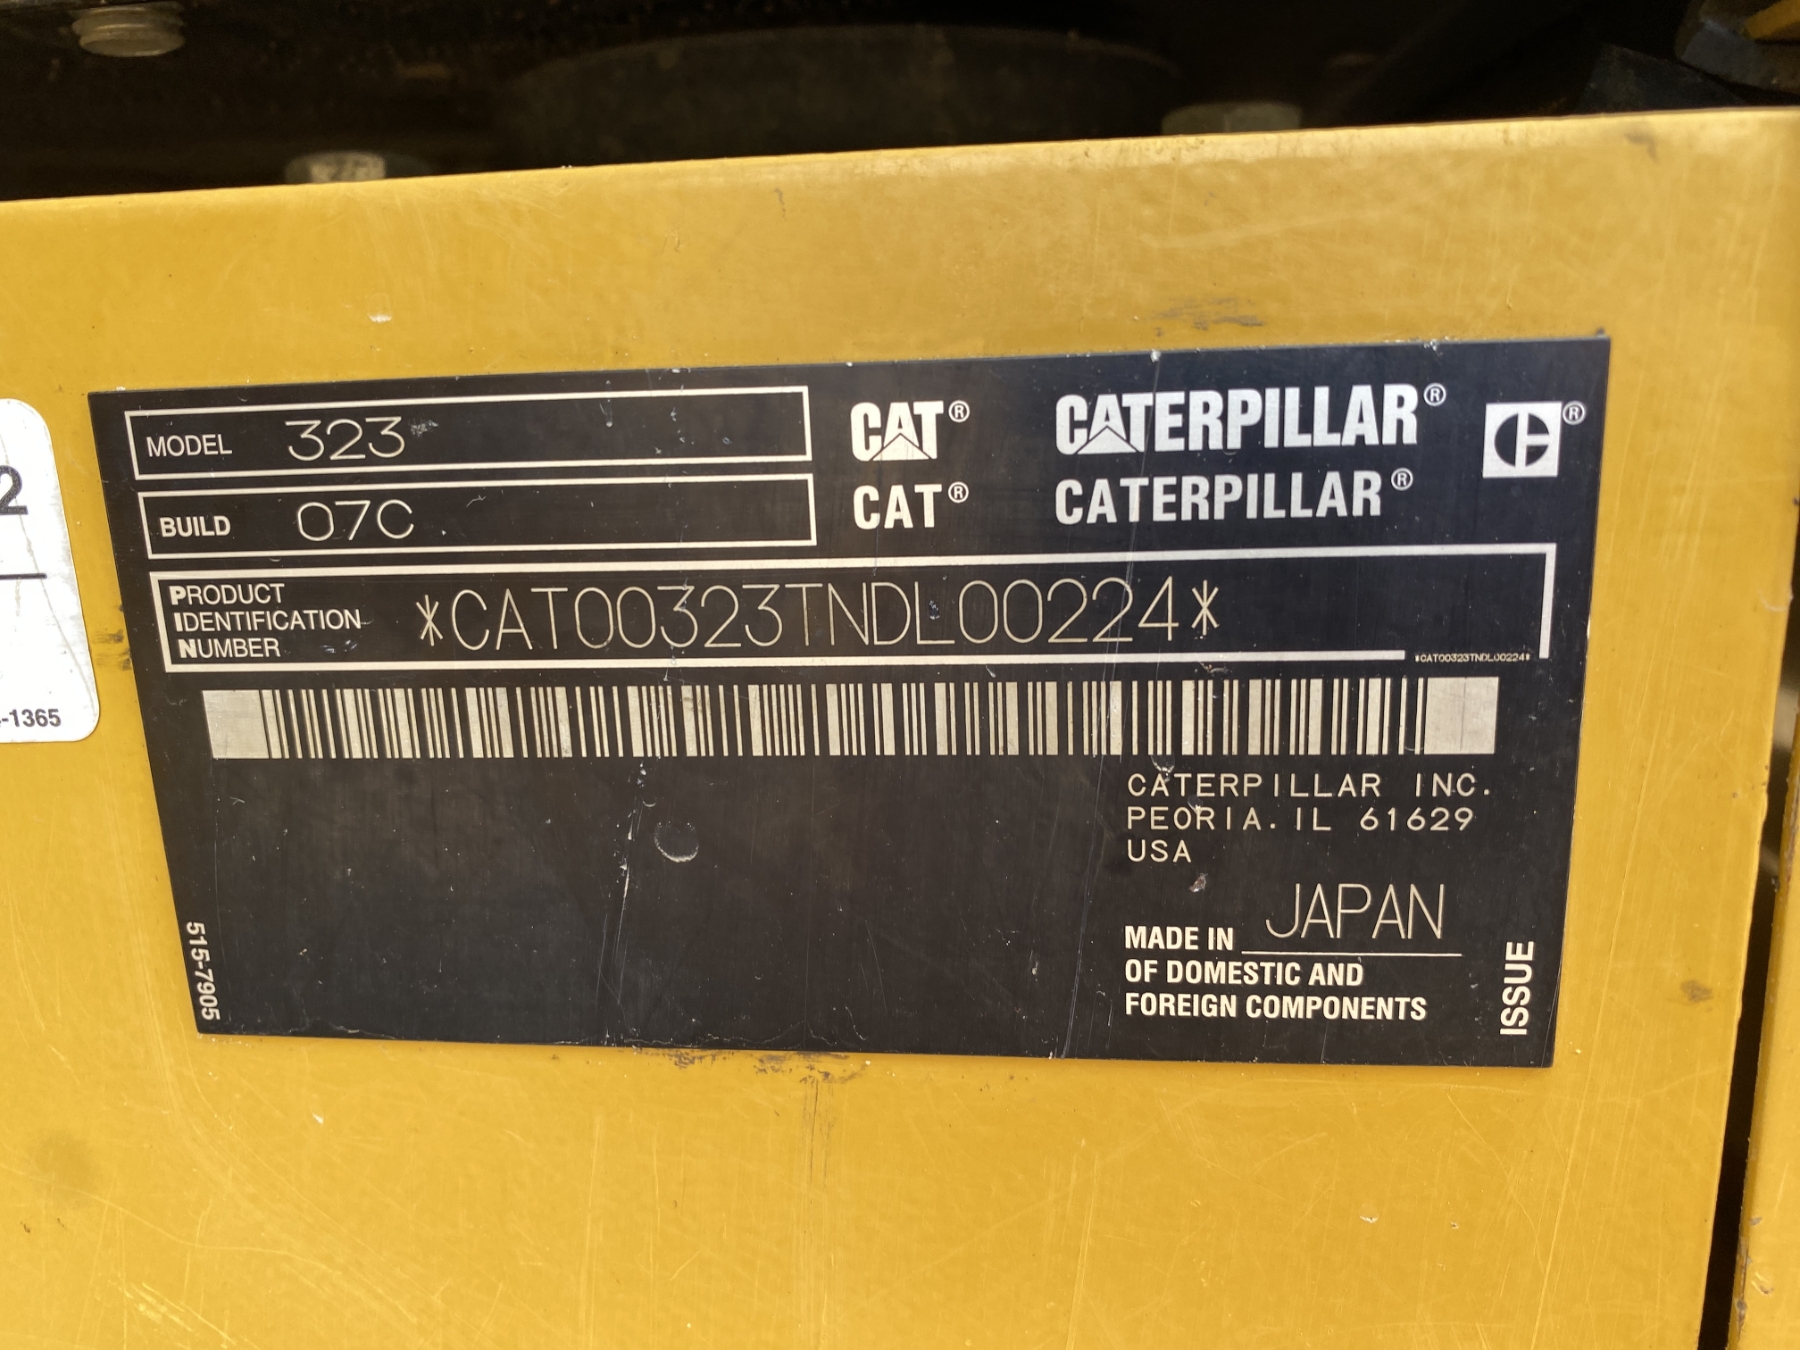 MODEL 323
BUILD 07C
CAT® CATERPILLAR® ®
CAT® CATERPILLAR®
PRODUCT
IDENTIFICATION
NUMBER
*CAT00323TNDL00224*
*CAT00323TNDL00224*
CATERPILLAR INC.
PEORIA. IL 61629
USA
MADE IN JAPAN
OF DOMESTIC AND
FOREIGN COMPONENTS
ISSUE
515-7905
2
-1365